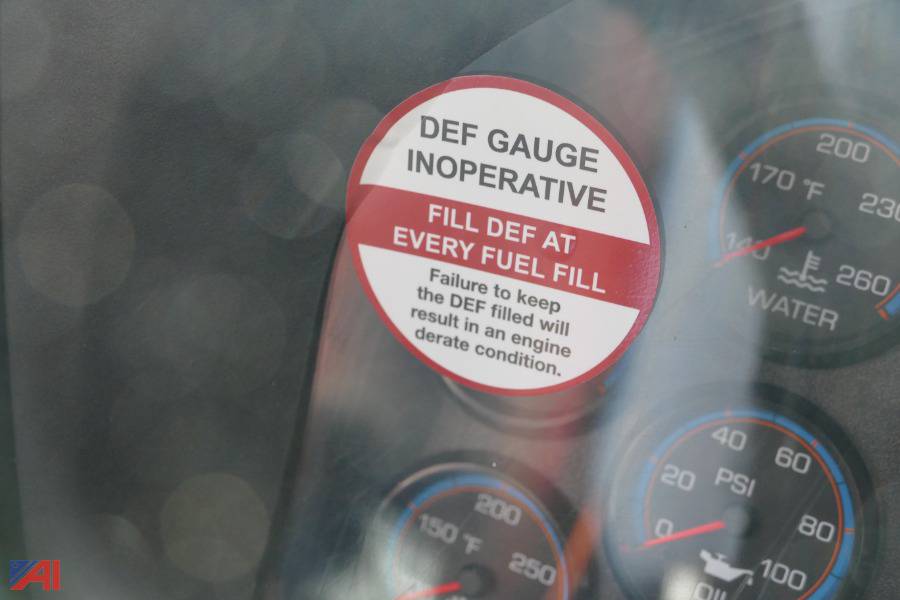 DEF GAUGE
INOPERATIVE
FILL DEF AT
EVERY FUEL FILL
Failure to keep
the DEF filled will
result in an engine
derate condition.
200
170 °F 230
140 260
WATER
40 60
20 PSI
0 80
100
OIL
200
150 °F
250
AI